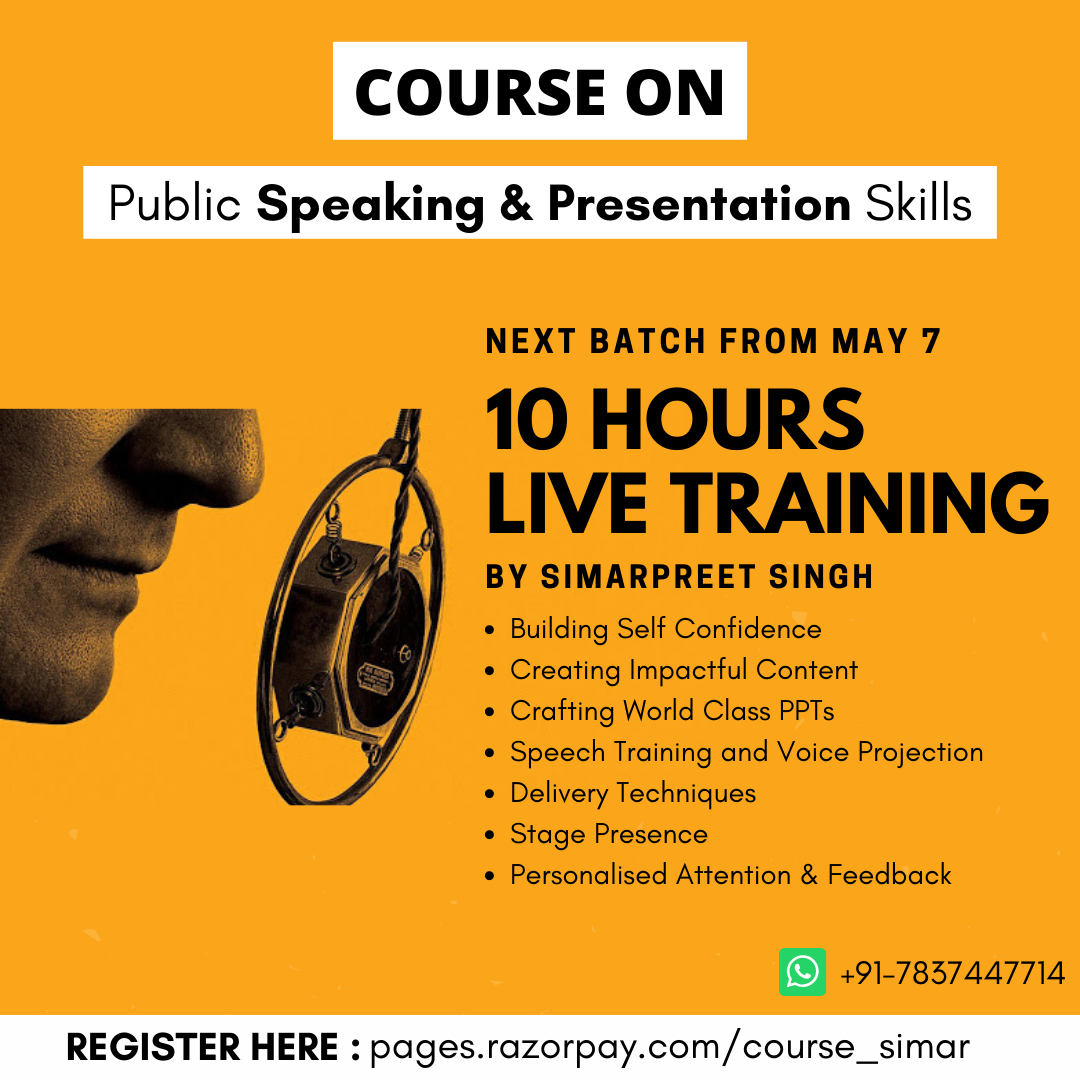 COURSE ON
Public Speaking & Presentation Skills
NEXT BATCH FROM MAY 7
10 HOURS
LIVE TRAINING
BY SIMARPREET SINGH
• Building Self Confidence
• Creating Impactful Content
• Crafting World Class PPTs
• Speech Training and Voice Projection
• Delivery Techniques
• Stage Presence
• Personalised Attention & Feedback
+91-7837447714
REGISTER HERE : pages.razorpay.com/course_simar